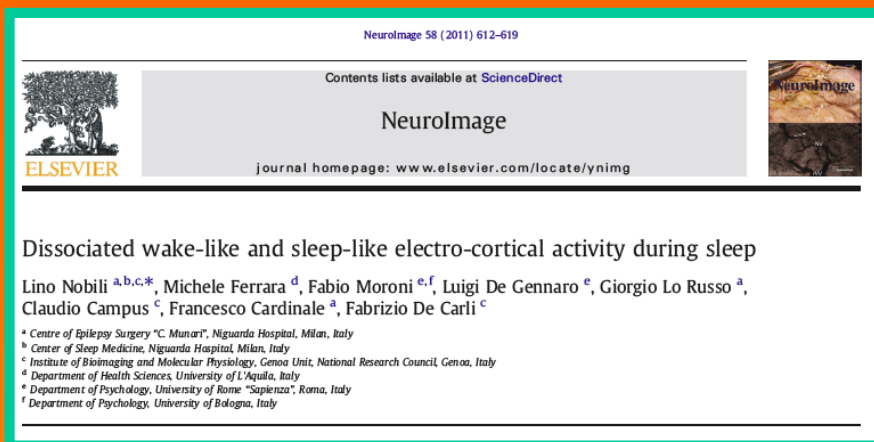 NeuroImage 58 (2011) 612–619
Contents lists available at ScienceDirect
NeuroImage
journal homepage: www.elsevier.com/locate/ynimg
ELSEVIER
NeuroImage
Dissociated wake-like and sleep-like electro-cortical activity during sleep
Lino Nobili a,b,c,*, Michele Ferrara d, Fabio Moroni e,f, Luigi De Gennaro e, Giorgio Lo Russo a,
Claudio Campus c, Francesco Cardinale a, Fabrizio De Carli c
a Centre of Epilepsy Surgery "C. Munari", Niguarda Hospital, Milan, Italy
b Center of Sleep Medicine, Niguarda Hospital, Milan, Italy
c Institute of Bioimaging and Molecular Physiology, Genoa Unit, National Research Council, Genoa, Italy
d Department of Health Sciences, University of L'Aquila, Italy
e Department of Psychology, University of Rome "Sapienza", Roma, Italy
f Department of Psychology, University of Bologna, Italy